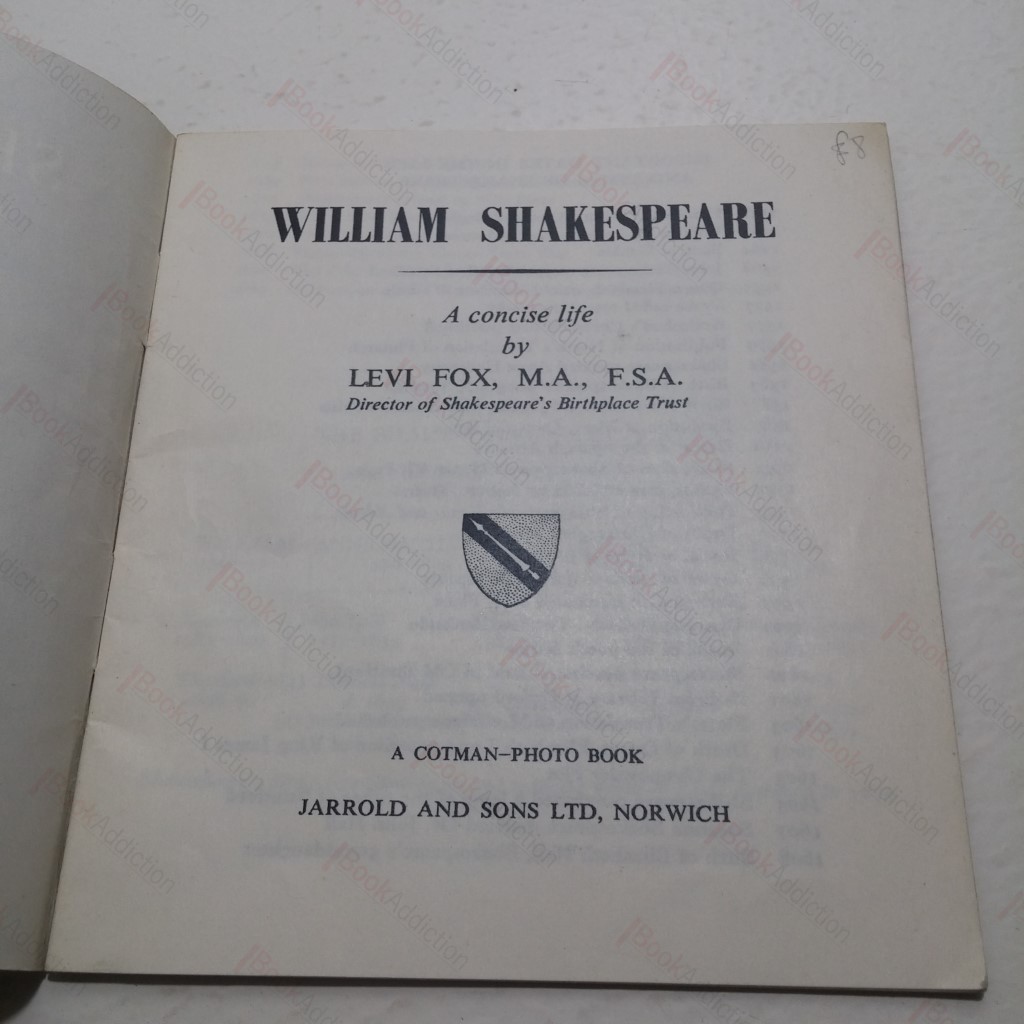 £8
WILLIAM SHAKESPEARE
A concise life
by
LEVI FOX, M.A., F.S.A.
Director of Shakespeare's Birthplace Trust
A COTMAN-PHOTO BOOK
JARROLD AND SONS LTD, NORWICH
BookAddiction